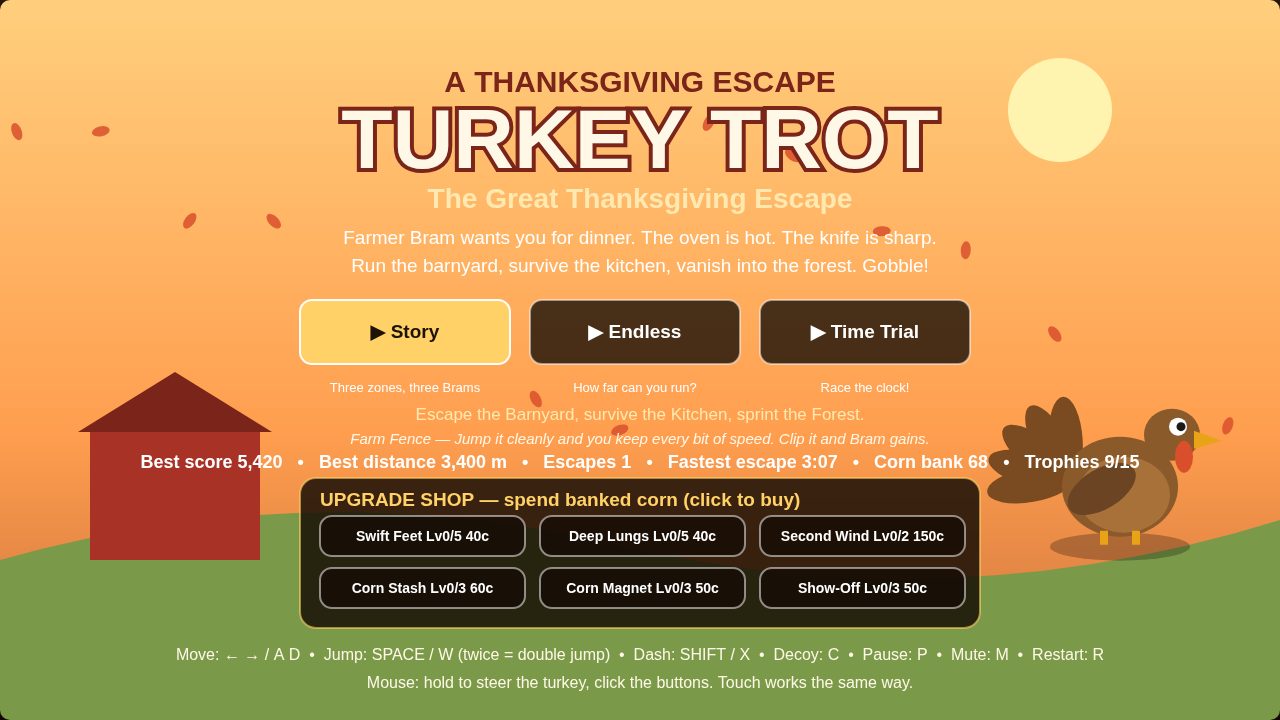 A THANKSGIVING ESCAPE
TURKEY TROT
The Great Thanksgiving Escape
Farmer Bram wants you for dinner. The oven is hot. The knife is sharp.
Run the barnyard, survive the kitchen, vanish into the forest. Gobble!
▶ Story ▶ Endless ▶ Time Trial
Three zones, three Brams How far can you run? Race the clock!
Escape the Barnyard, survive the Kitchen, sprint the Forest.
Farm Fence — Jump it cleanly and you keep every bit of speed. Clip it and Bram gains.
Best score 5,420 • Best distance 3,400 m • Escapes 1 • Fastest escape 3:07 • Corn bank 68 • Trophies 9/15
UPGRADE SHOP — spend banked corn (click to buy)
Swift Feet Lv0/5 40c Deep Lungs Lv0/5 40c Second Wind Lv0/2 150c
Corn Stash Lv0/3 60c Corn Magnet Lv0/3 50c Show-Off Lv0/3 50c
Move: ← → / A D • Jump: SPACE / W (twice = double jump) • Dash: SHIFT / X • Decoy: C • Pause: P • Mute: M • Restart: R
Mouse: hold to steer the turkey, click the buttons. Touch works the same way.